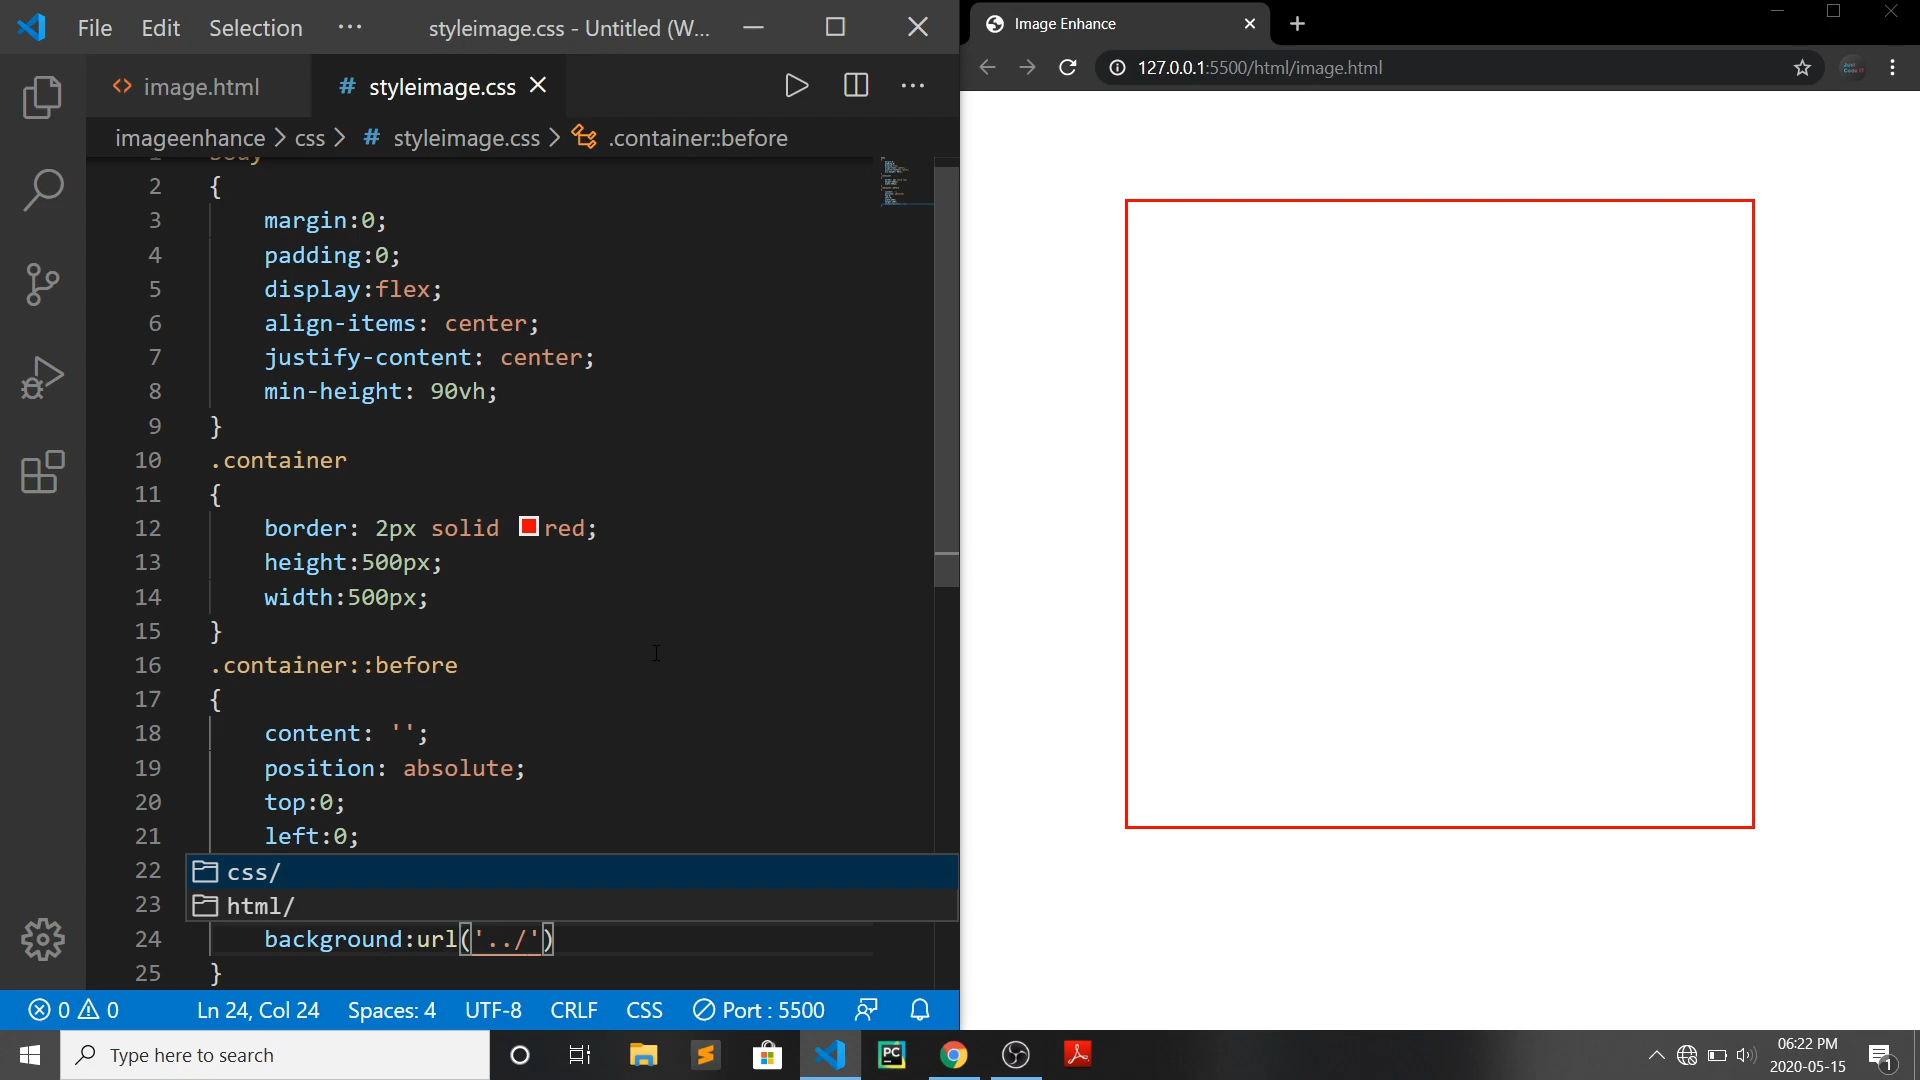 File Edit Selection ··· styleimage.css - Untitled (W...
image.html
styleimage.css
imageenhance > css > # styleimage.css > .container::before
1 body
2 {
3 margin:0;
4 padding:0;
5 display:flex;
6 align-items: center;
7 justify-content: center;
8 min-height: 90vh;
9 }
10 .container
11 {
12 border: 2px solid red;
13 height:500px;
14 width:500px;
15 }
16 .container::before
17 {
18 content: '';
19 position: absolute;
20 top:0;
21 left:0;
22 css/
23 html/
24 background:url('../')
25 }
0 0 Ln 24, Col 24 Spaces: 4 UTF-8 CRLF CSS Port : 5500
Image Enhance
127.0.0.1:5500/html/image.html
Type here to search
PC
06:22 PM
2020-05-15
1